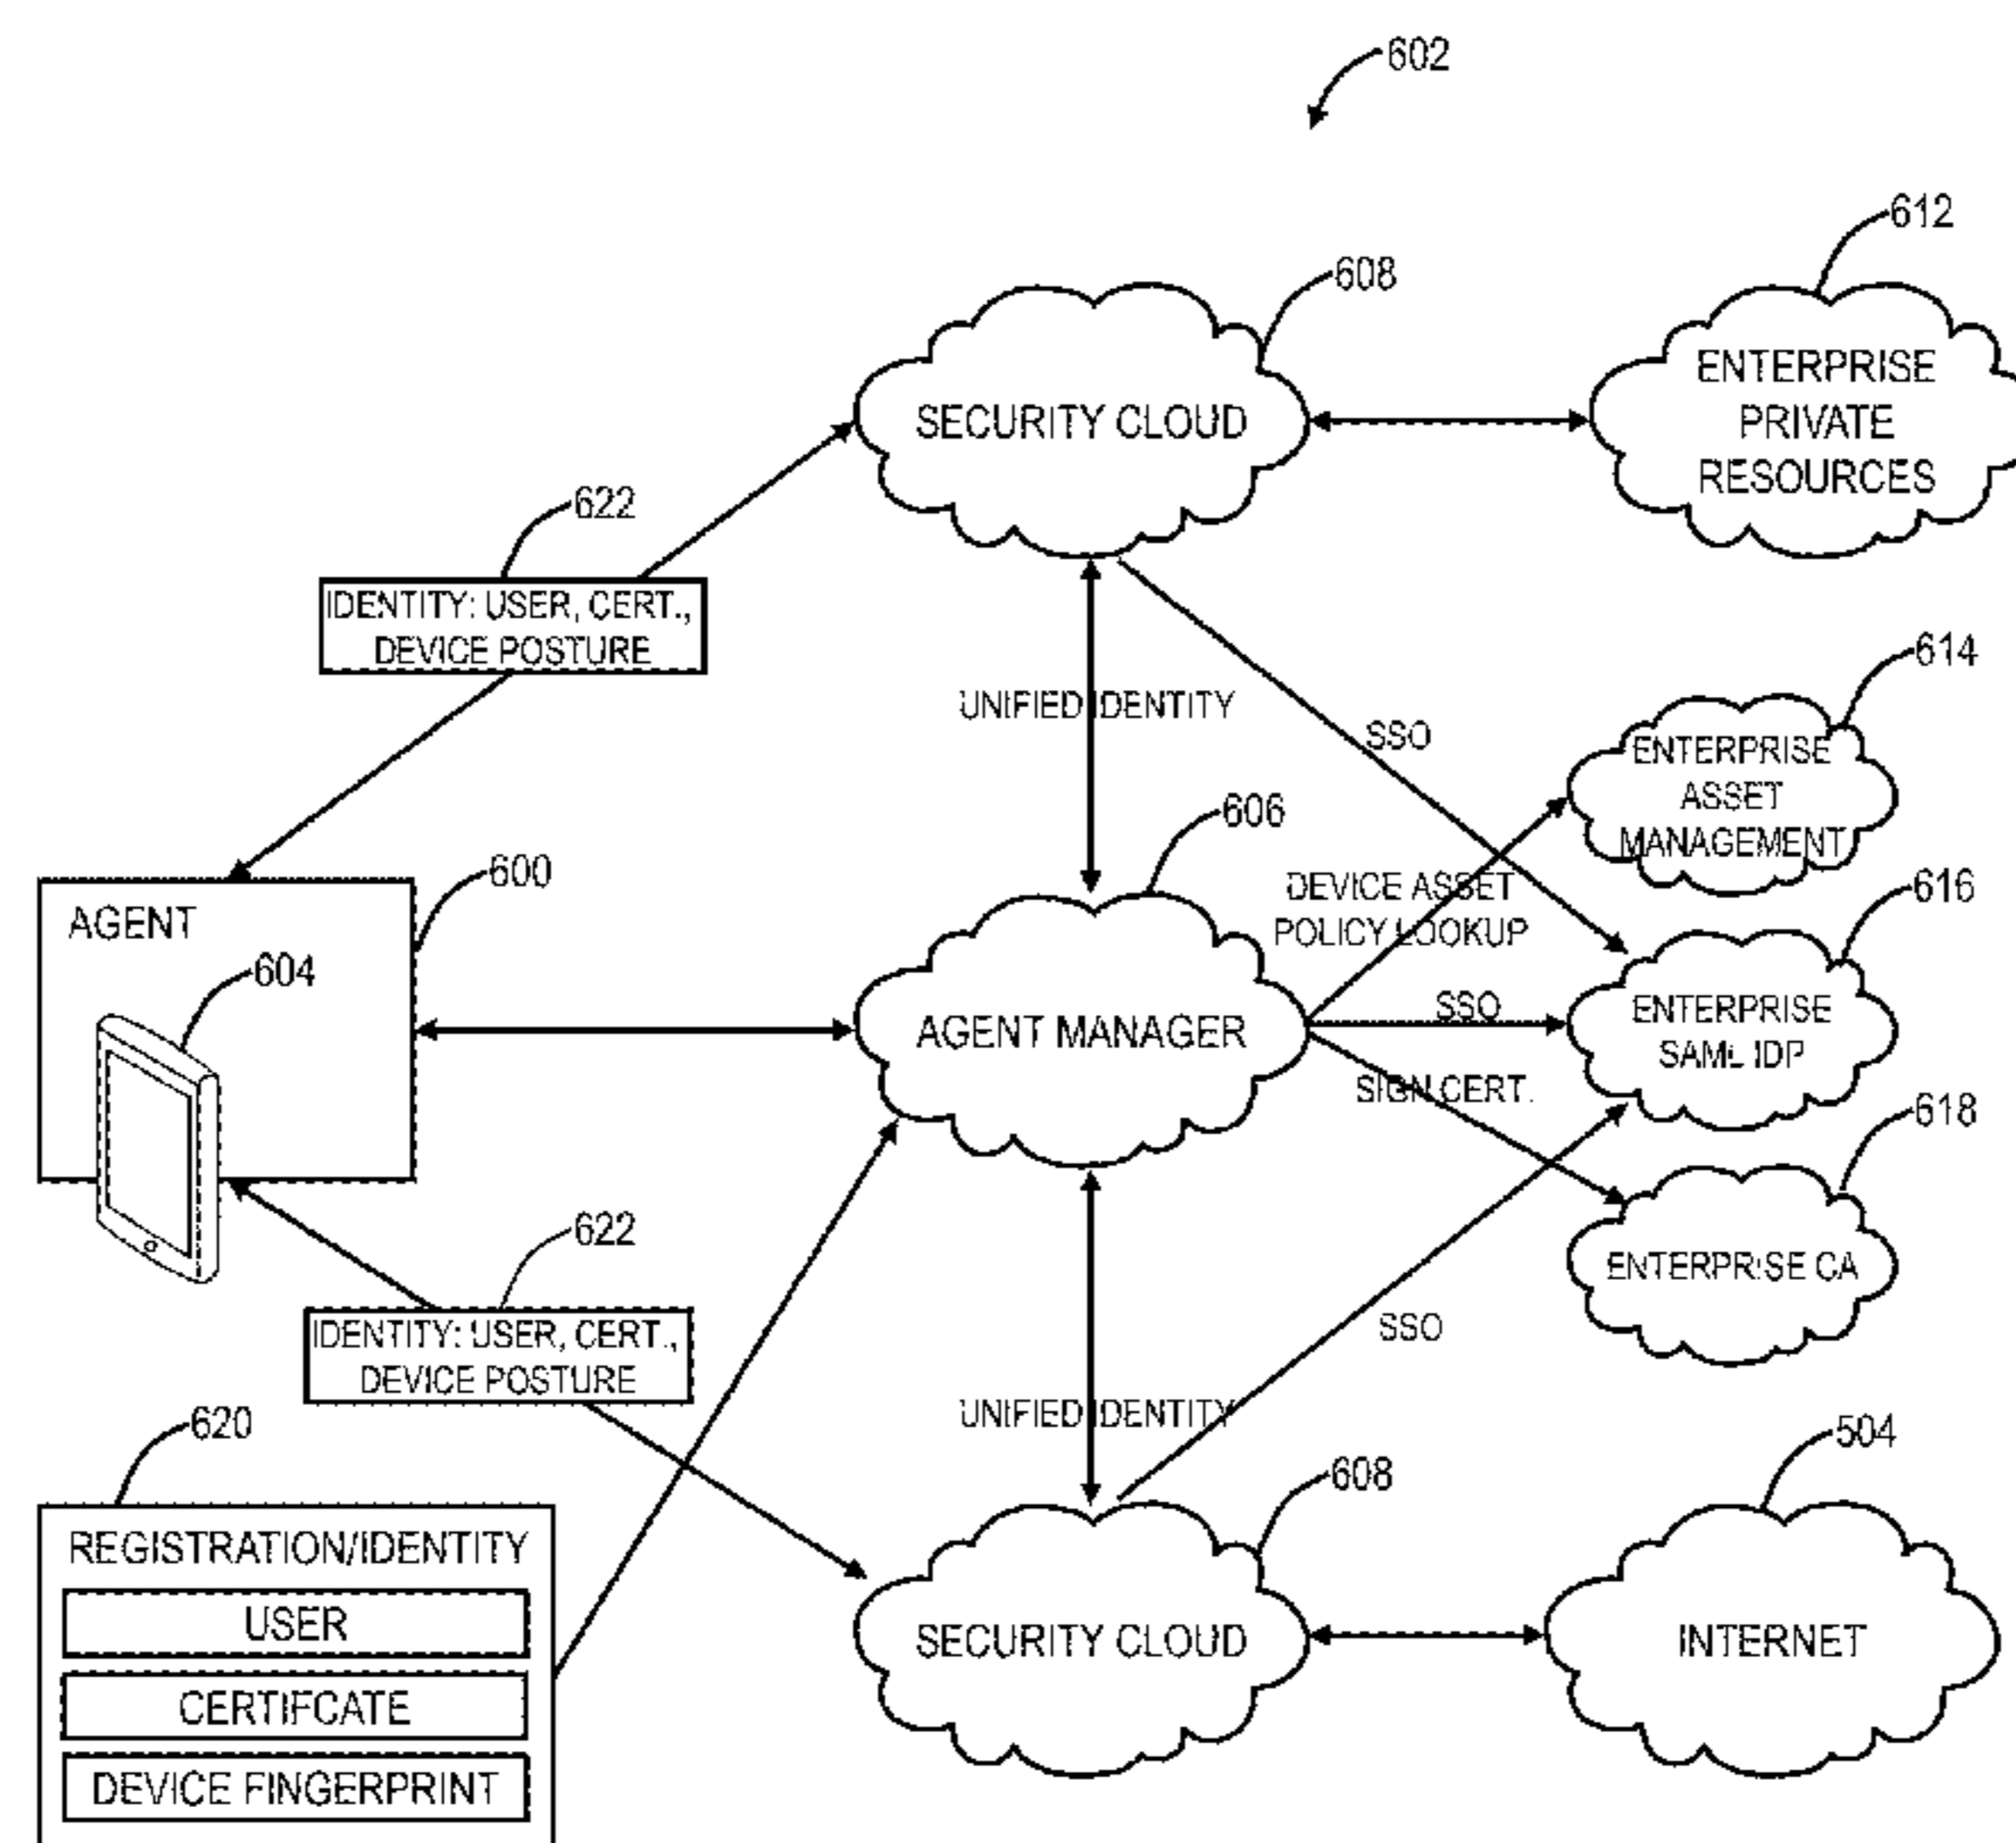 602
612
608
SECURITY CLOUD
ENTERPRISE
PRIVATE
RESOURCES
622
IDENTITY: USER, CERT.,
DEVICE POSTURE
UNIFIED IDENTITY
SSO
614
ENTERPRISE
ASSET
MANAGEMENT
606
600
AGENT
604
DEVICE ASSET
POLICY LOOKUP
616
AGENT MANAGER
SSO
ENTERPRISE
SAML IDP
SIGN CERT.
618
ENTERPRISE CA
622
IDENTITY: USER, CERT.,
DEVICE POSTURE
SSO
UNIFIED IDENTITY
620
504
608
REGISTRATION/IDENTITY
USER
CERTIFCATE
DEVICE FINGERPRINT
SECURITY CLOUD
INTERNET